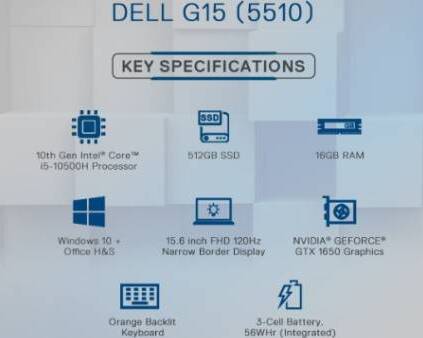 DELL G15 (5510)
KEY SPECIFICATIONS
SSD
10th Gen Intel® Core™
i5-10500H Processor
512GB SSD
16GB RAM
Windows 10 +
Office H&S
15.6 inch FHD 120Hz
Narrow Border Display
NVIDIA® GEFORCE®
GTX 1650 Graphics
Orange Backlit
Keyboard
3-Cell Battery,
56WHr (Integrated)